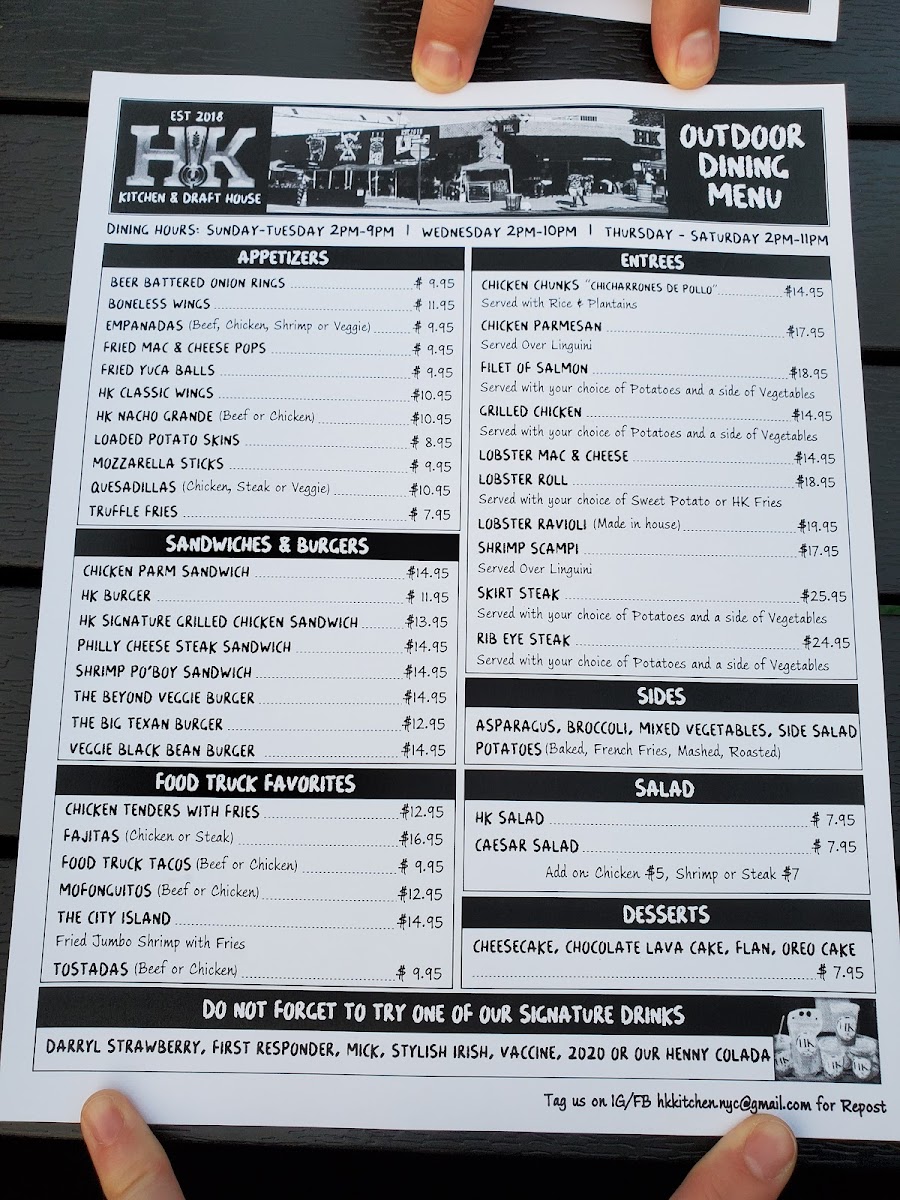 EST 2018
HK
KITCHEN & DRAFT HOUSE
OUTDOOR
DINING
MENU
DINING HOURS: SUNDAY-TUESDAY 2PM-9PM | WEDNESDAY 2PM-10PM | THURSDAY - SATURDAY 2PM-11PM
APPETIZERS
BEER BATTERED ONION RINGS $ 9.95
BONELESS WINGS $ 11.95
EMPANADAS (Beef, Chicken, Shrimp or Veggie) $ 9.95
FRIED MAC & CHEESE POPS $ 9.95
FRIED YUCA BALLS $ 9.95
HK CLASSIC WINGS $10.95
HK NACHO GRANDE (Beef or Chicken) $10.95
LOADED POTATO SKINS $ 8.95
MOZZARELLA STICKS $ 9.95
QUESADILLAS (Chicken, Steak or Veggie) $10.95
TRUFFLE FRIES $ 7.95
SANDWICHES & BURGERS
CHICKEN PARM SANDWICH $14.95
HK BURGER $ 11.95
HK SIGNATURE GRILLED CHICKEN SANDWICH $13.95
PHILLY CHEESE STEAK SANDWICH $14.95
SHRIMP PO'BOY SANDWICH $14.95
THE BEYOND VEGGIE BURGER $14.95
THE BIG TEXAN BURGER $12.95
VEGGIE BLACK BEAN BURGER $14.95
FOOD TRUCK FAVORITES
CHICKEN TENDERS WITH FRIES $12.95
FAJITAS (Chicken or Steak) $16.95
FOOD TRUCK TACOS (Beef or Chicken) $ 9.95
MOFONGUITOS (Beef or Chicken) $12.95
THE CITY ISLAND $14.95
Fried Jumbo Shrimp with Fries
TOSTADAS (Beef or Chicken) $ 9.95
ENTREES
CHICKEN CHUNKS "CHICHARRONES DE POLLO" $14.95
Served with Rice & Plantains
CHICKEN PARMESAN $17.95
Served Over Linguini
FILET OF SALMON $18.95
Served with your choice of Potatoes and a side of Vegetables
GRILLED CHICKEN $14.95
Served with your choice of Potatoes and a side of Vegetables
LOBSTER MAC & CHEESE $14.95
LOBSTER ROLL $18.95
Served with your choice of Sweet Potato or HK Fries
LOBSTER RAVIOLI (Made in house) $19.95
SHRIMP SCAMPI $17.95
Served Over Linguini
SKIRT STEAK $25.95
Served with your choice of Potatoes and a side of Vegetables
RIB EYE STEAK $24.95
Served with your choice of Potatoes and a side of Vegetables
SIDES
ASPARAGUS, BROCCOLI, MIXED VEGETABLES, SIDE SALAD
POTATOES (Baked, French Fries, Mashed, Roasted)
SALAD
HK SALAD $ 7.95
CAESAR SALAD $ 7.95
Add on: Chicken $5, Shrimp or Steak $7
DESSERTS
CHEESECAKE, CHOCOLATE LAVA CAKE, FLAN, OREO CAKE
$ 7.95
DO NOT FORGET TO TRY ONE OF OUR SIGNATURE DRINKS
DARRYL STRAWBERRY, FIRST RESPONDER, MICK, STYLISH IRISH, VACCINE, 2020 OR OUR HENNY COLADA
Tag us on IG/FB hkkitchen.nyc@gmail.com for Repost